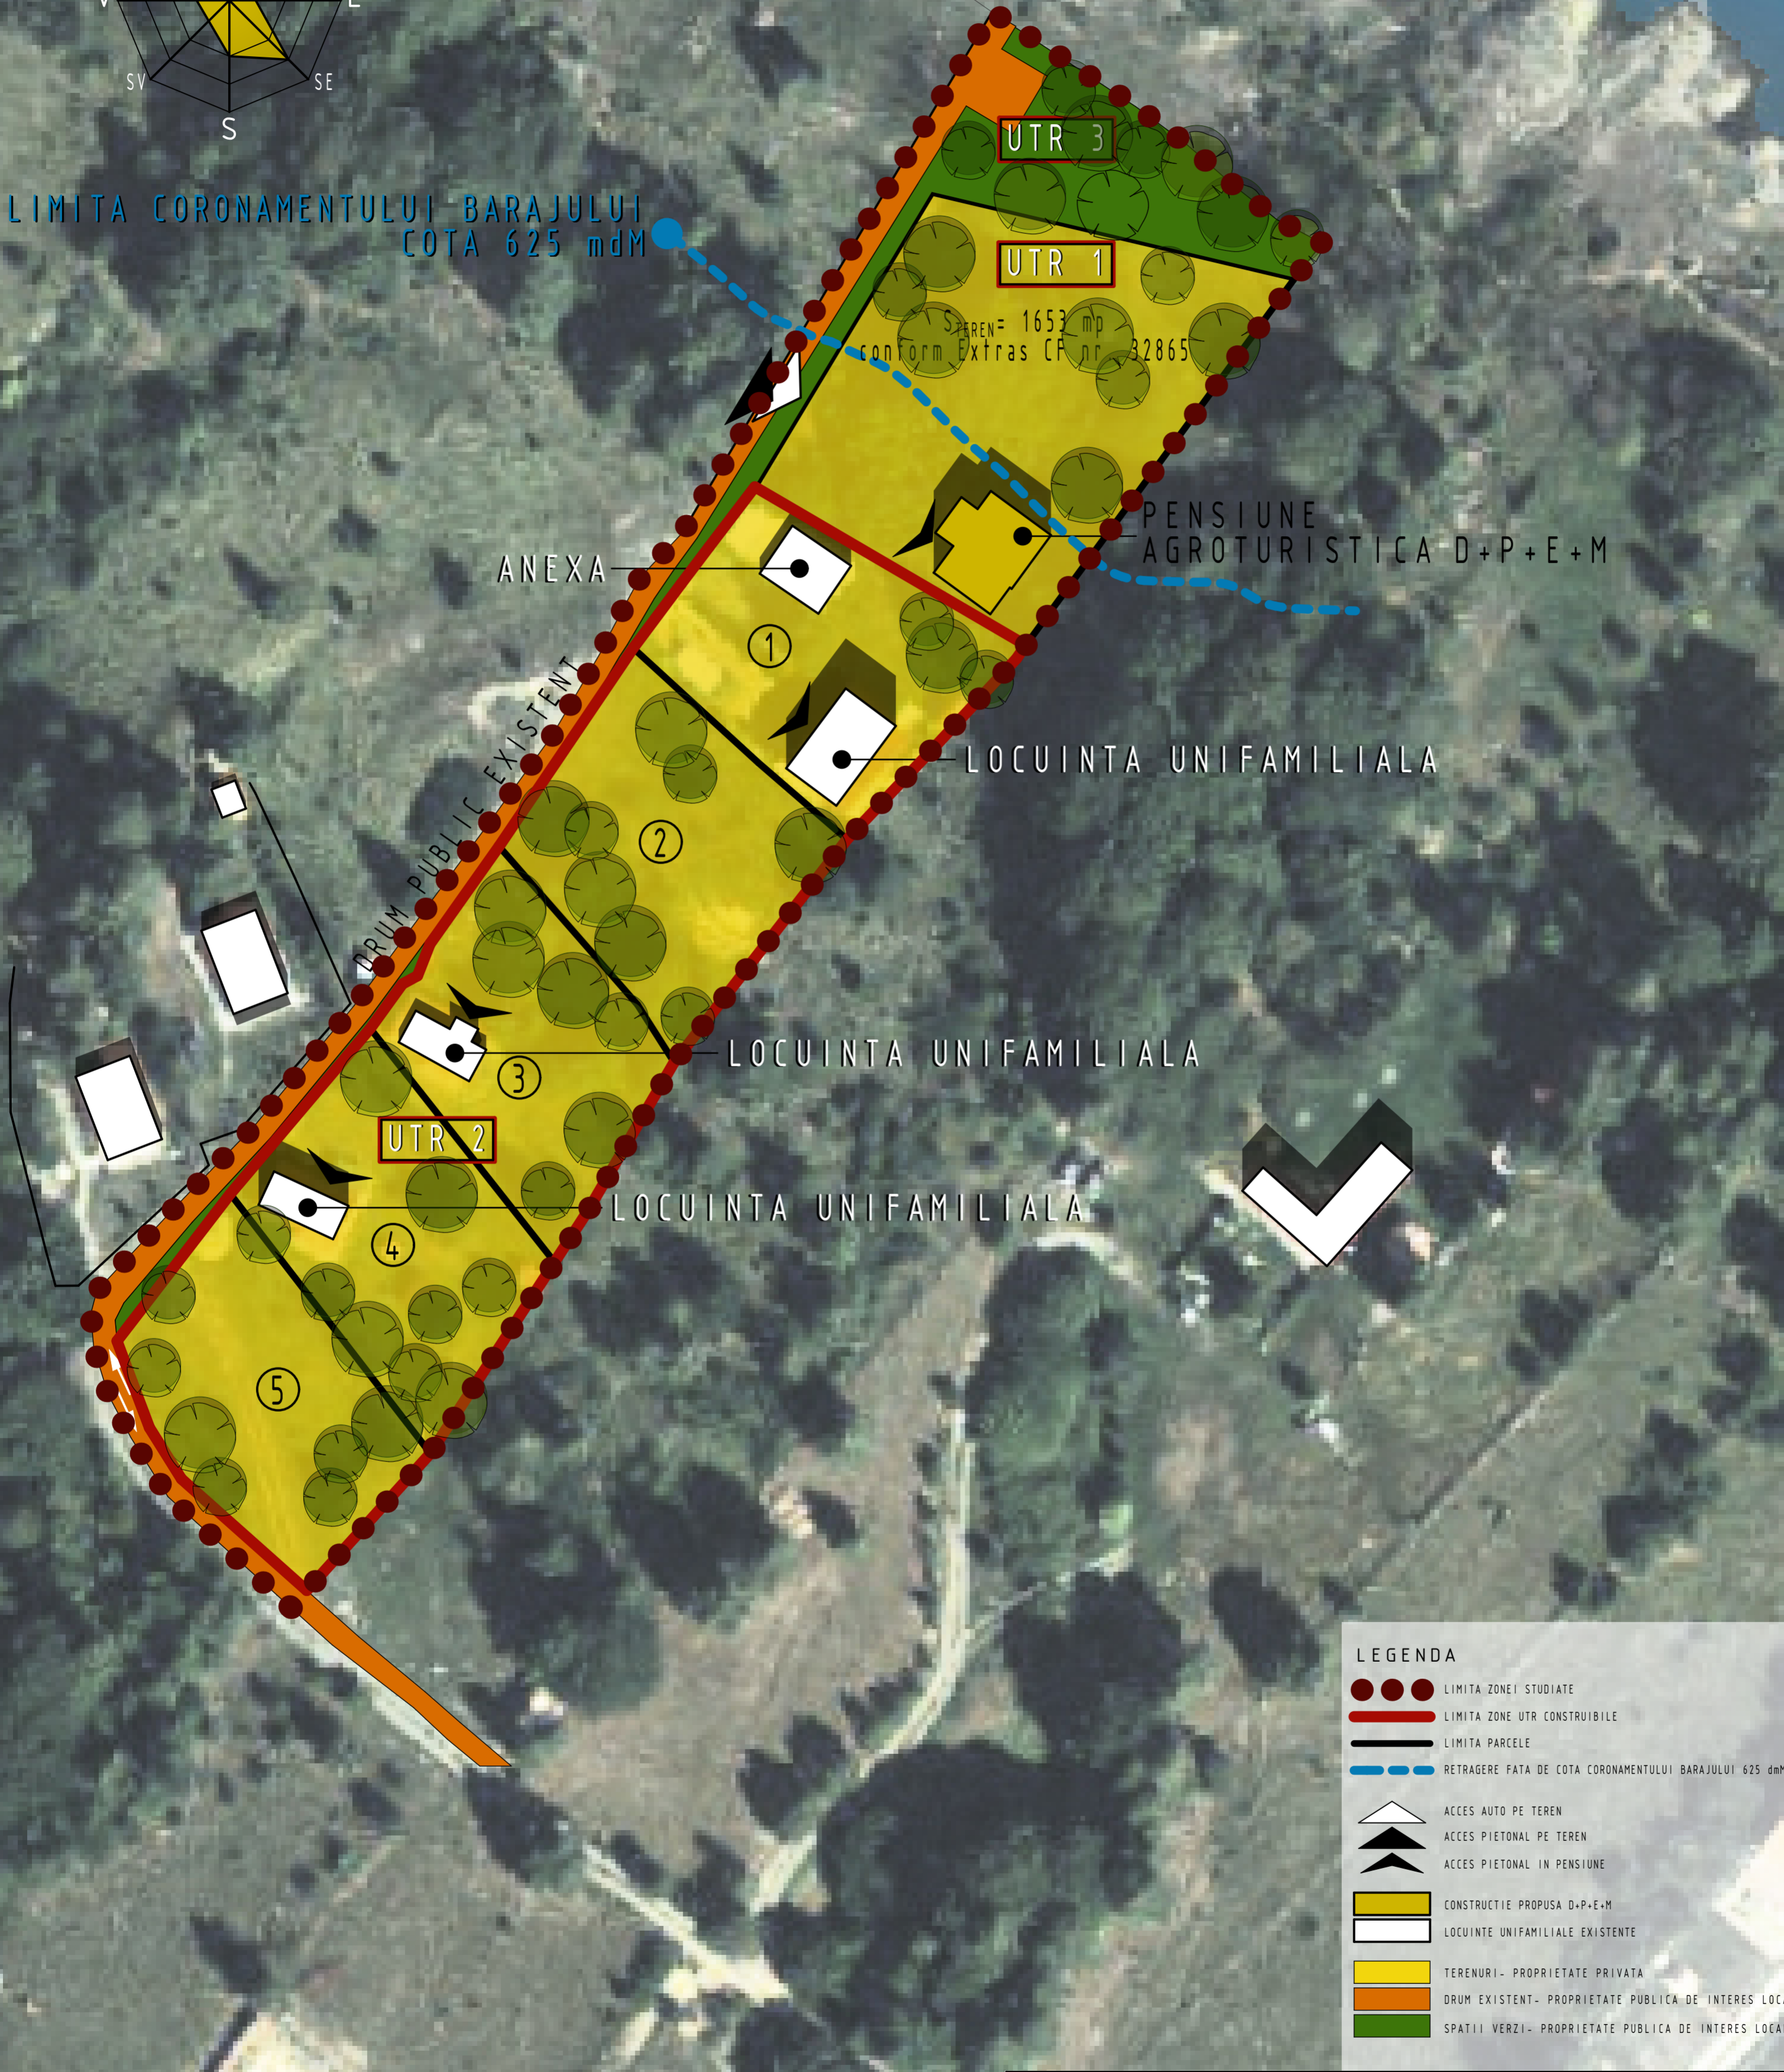 SV
SE
S
LIMITA CORONAMENTULUI BARAJULUI
COTA 625 mdM
UTR 3
UTR 1
STEREN= 1653 mp
conform Extras CF nr. 32865
PENSIUNE
AGROTURISTICA D+P+E+M
ANEXA
1
DRUM PUBLIC EXISTENT
LOCUINTA UNIFAMILIALA
2
LOCUINTA UNIFAMILIALA
3
UTR 2
LOCUINTA UNIFAMILIALA
4
5
LEGENDA
LIMITA ZONEI STUDIATE
LIMITA ZONE UTR CONSTRUIBILE
LIMITA PARCELE
RETRAGERE FATA DE COTA CORONAMENTULUI BARAJULUI 625 dmM
ACCES AUTO PE TEREN
ACCES PIETONAL PE TEREN
ACCES PIETONAL IN PENSIUNE
CONSTRUCTIE PROPUSA D+P+E+M
LOCUINTE UNIFAMILIALE EXISTENTE
TERENURI- PROPRIETATE PRIVATA
DRUM EXISTENT- PROPRIETATE PUBLICA DE INTERES
SPATII VERZI- PROPRIETATE PUBLICA DE INTERES